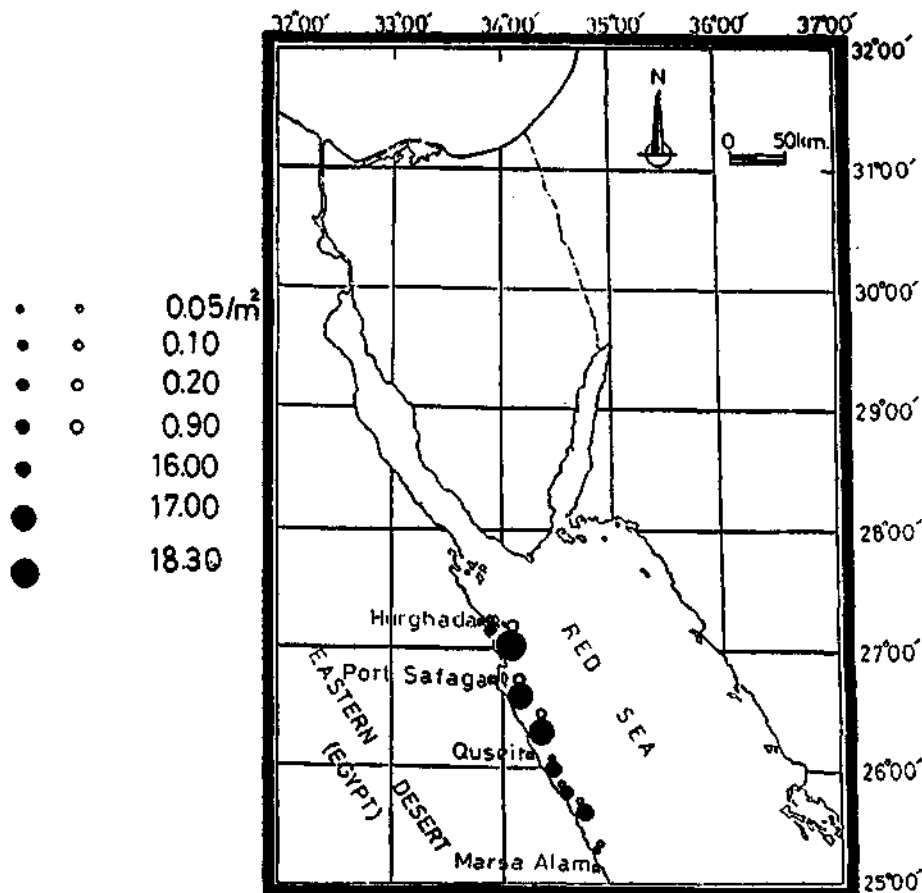 32°00′ 33°00′ 34°00′ 35°00′ 36°00′ 37°00′
32°00′
N
0 50km.
31°00′
30°00′
0.05/m²
0.10
0.20
0.90
16.00
17.00
18.30
29°00′
28°00′
Hurghada
27°00′
RED SEA
Port Safaga
EASTERN DESERT
(EGYPT)
Quseir
26°00′
Marsa Alam
25°00′